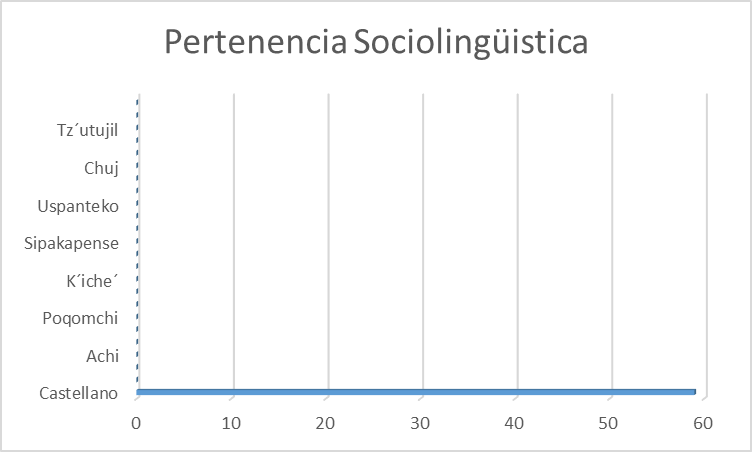 Pertenencia Sociolingüistica
Tz´utujil
Chuj
Uspanteko
Sipakapense
K´iche´
Poqomchi
Achi
Castellano
0 10 20 30 40 50 60